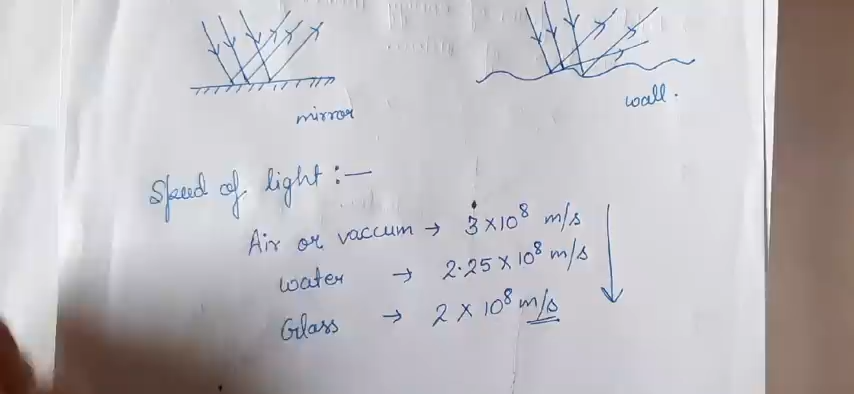 mirror
wall.
Speed of light :—
Air or vaccum → 3 × 10⁸ m/s
water → 2.25 × 10⁸ m/s
Glass → 2 × 10⁸ m/s